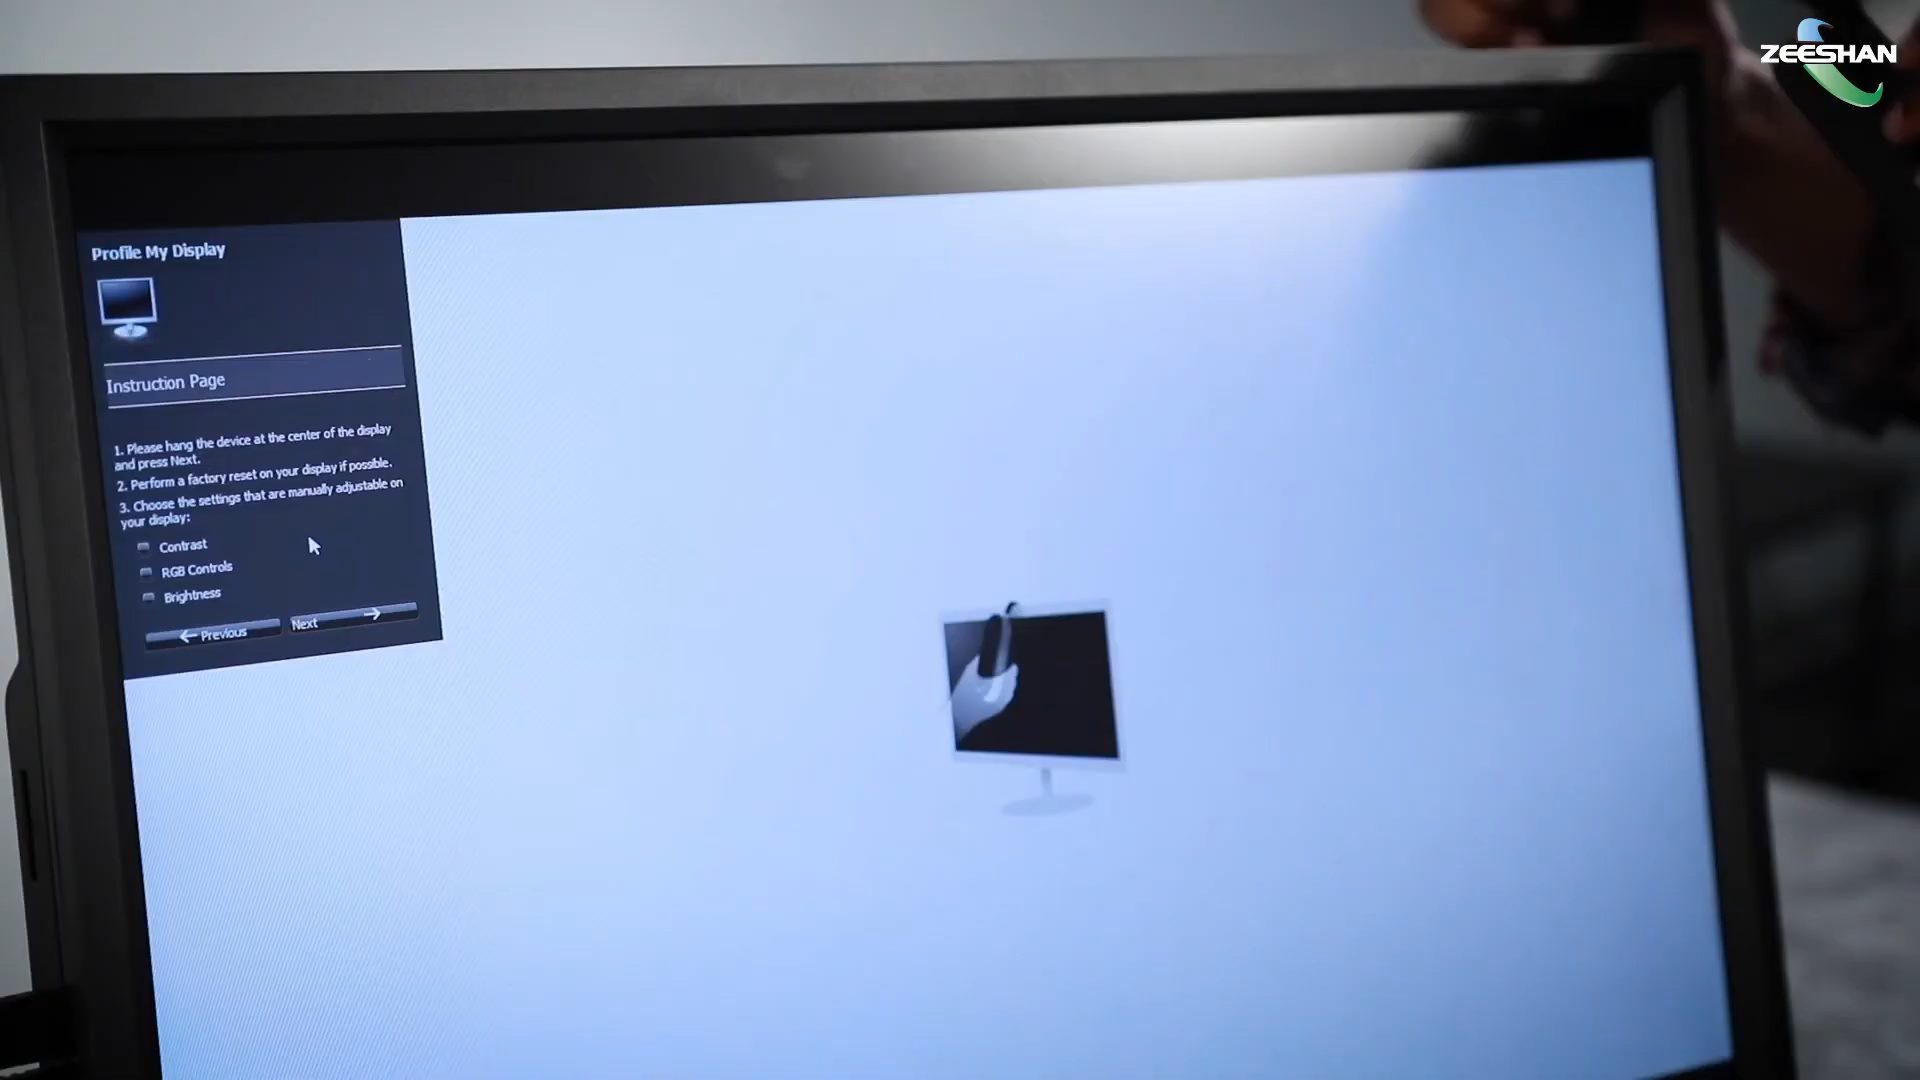 ZEESHAN
Profile My Display
Instruction Page
1. Please hang the device at the center of the display
and press Next.
2. Perform a factory reset on your display if possible.
3. Choose the settings that are manually adjustable on
your display:
Contrast
RGB Controls
Brightness
Previous
Next